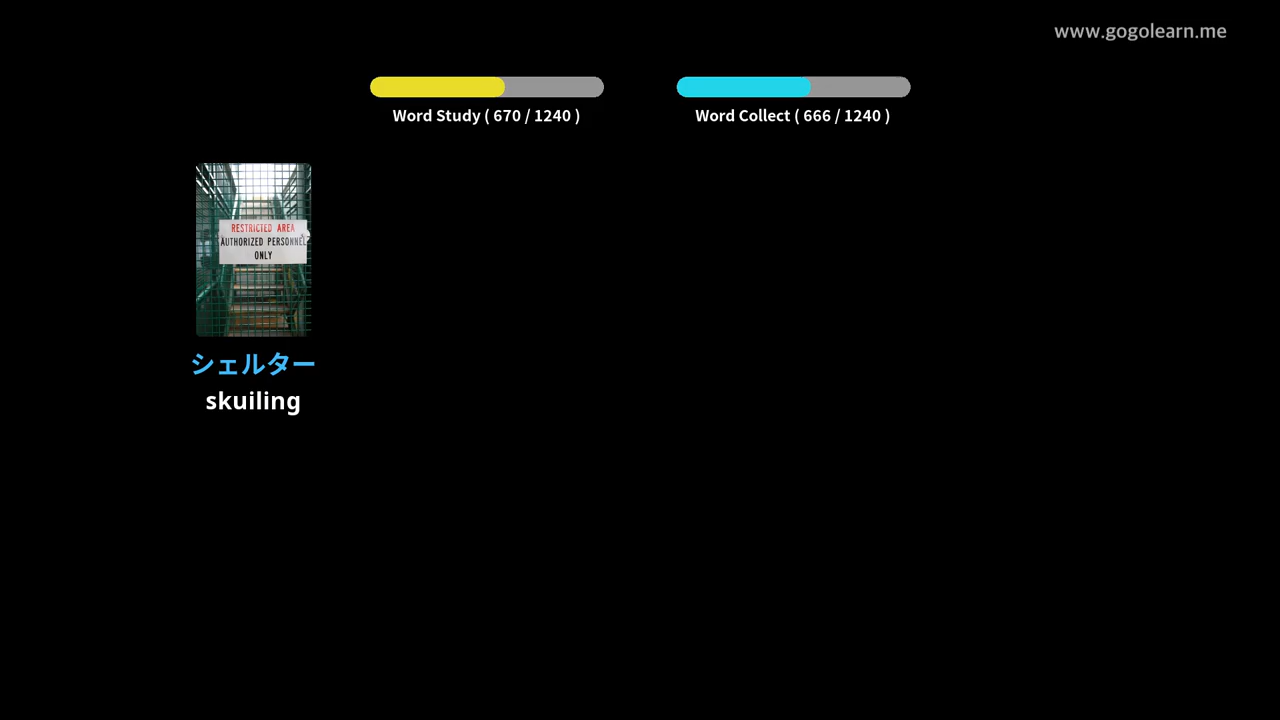 www.gogolearn.me
Word Study ( 670 / 1240 )
Word Collect ( 666 / 1240 )
RESTRICTED AREA
AUTHORIZED PERSONNEL
ONLY
シェルター
skuiling